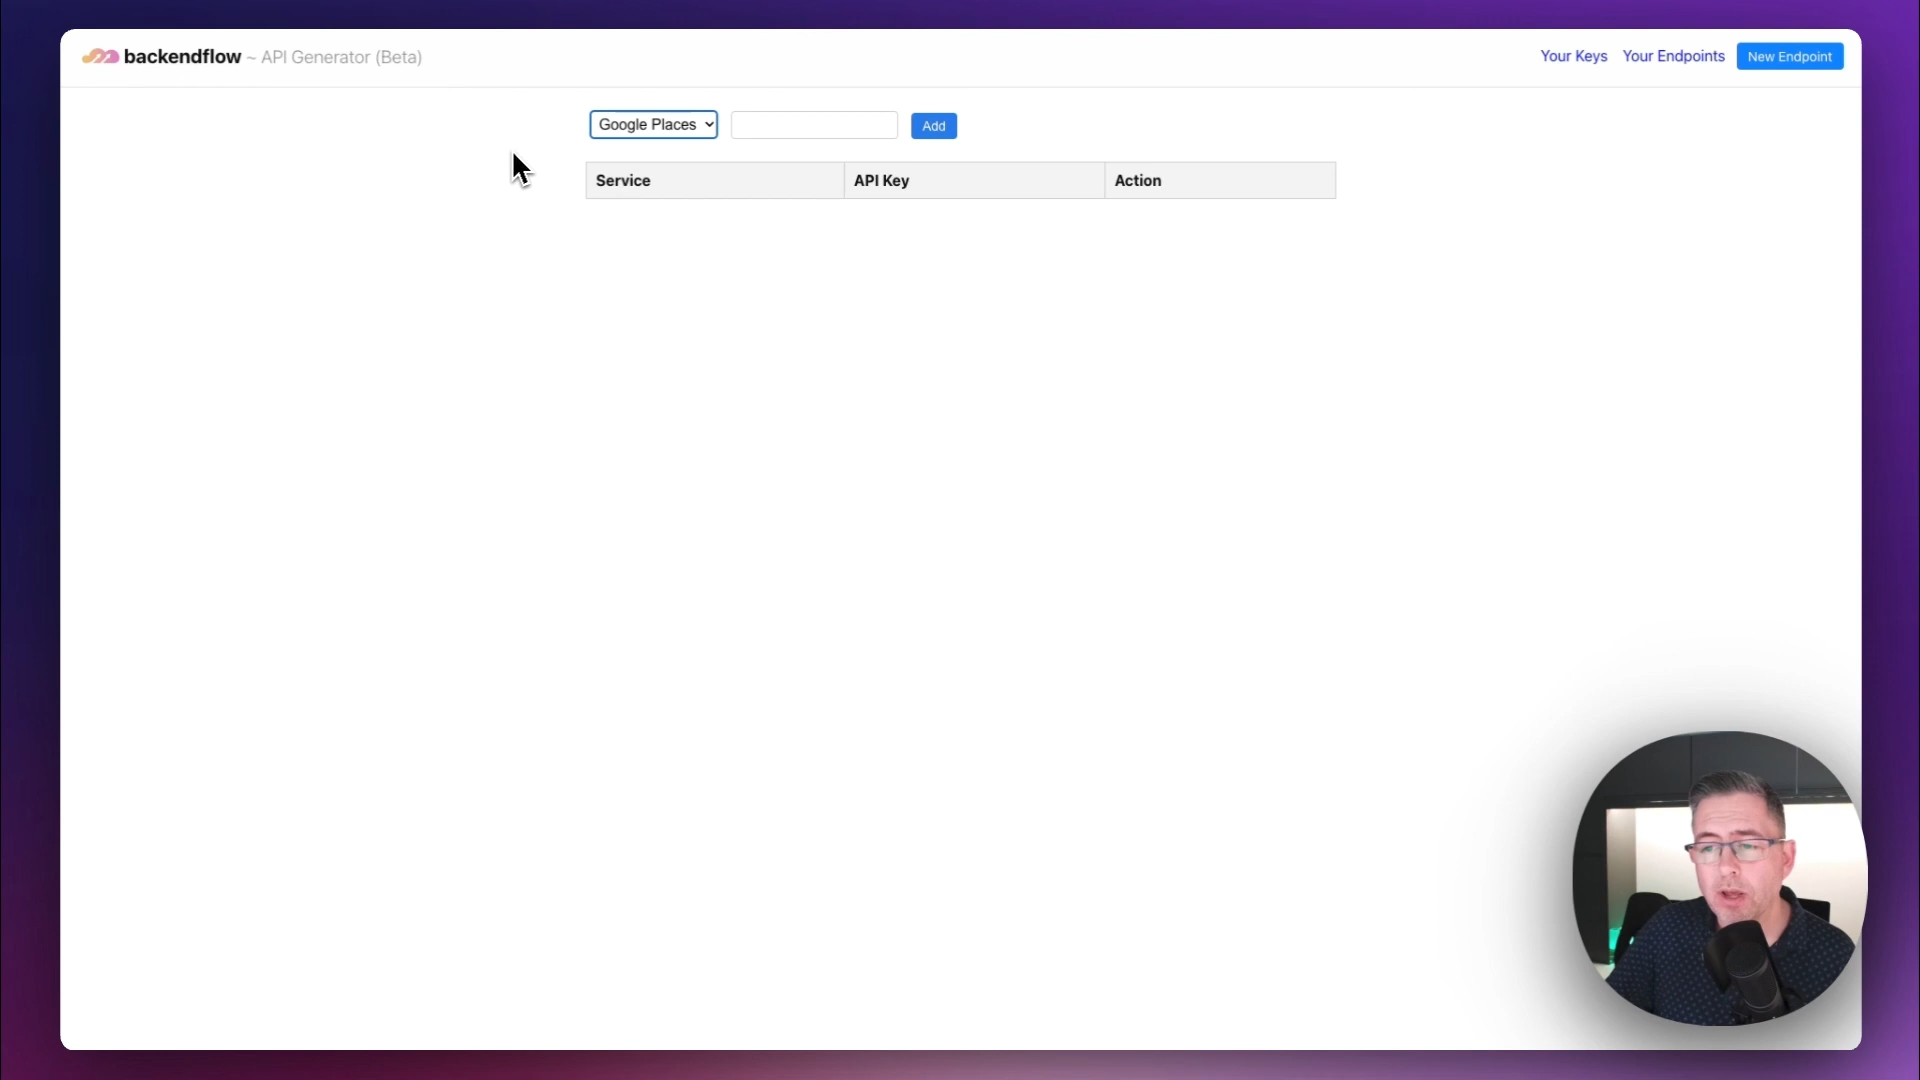 backendflow ~ API Generator (Beta)
Your Keys Your Endpoints New Endpoint
Google Places Add
Service API Key Action